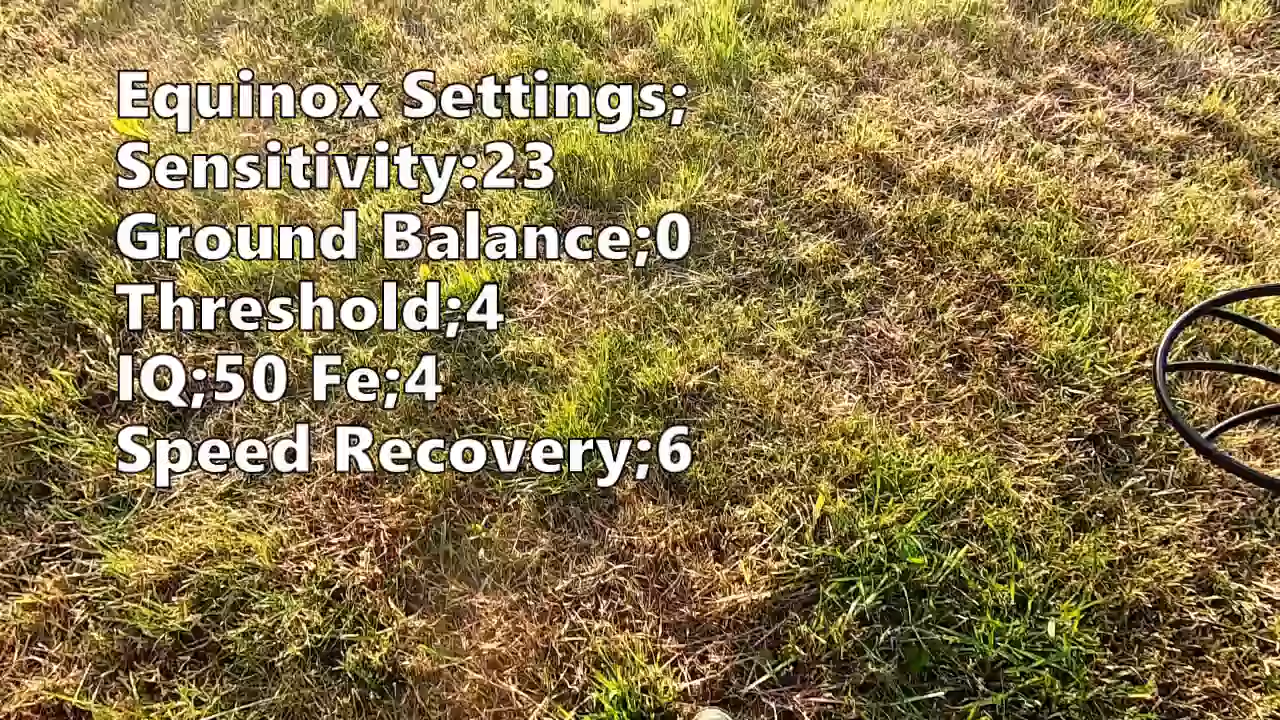 Equinox Settings;
Sensitivity:23
Ground Balance;0
Threshold;4
IQ;50 Fe;4
Speed Recovery;6